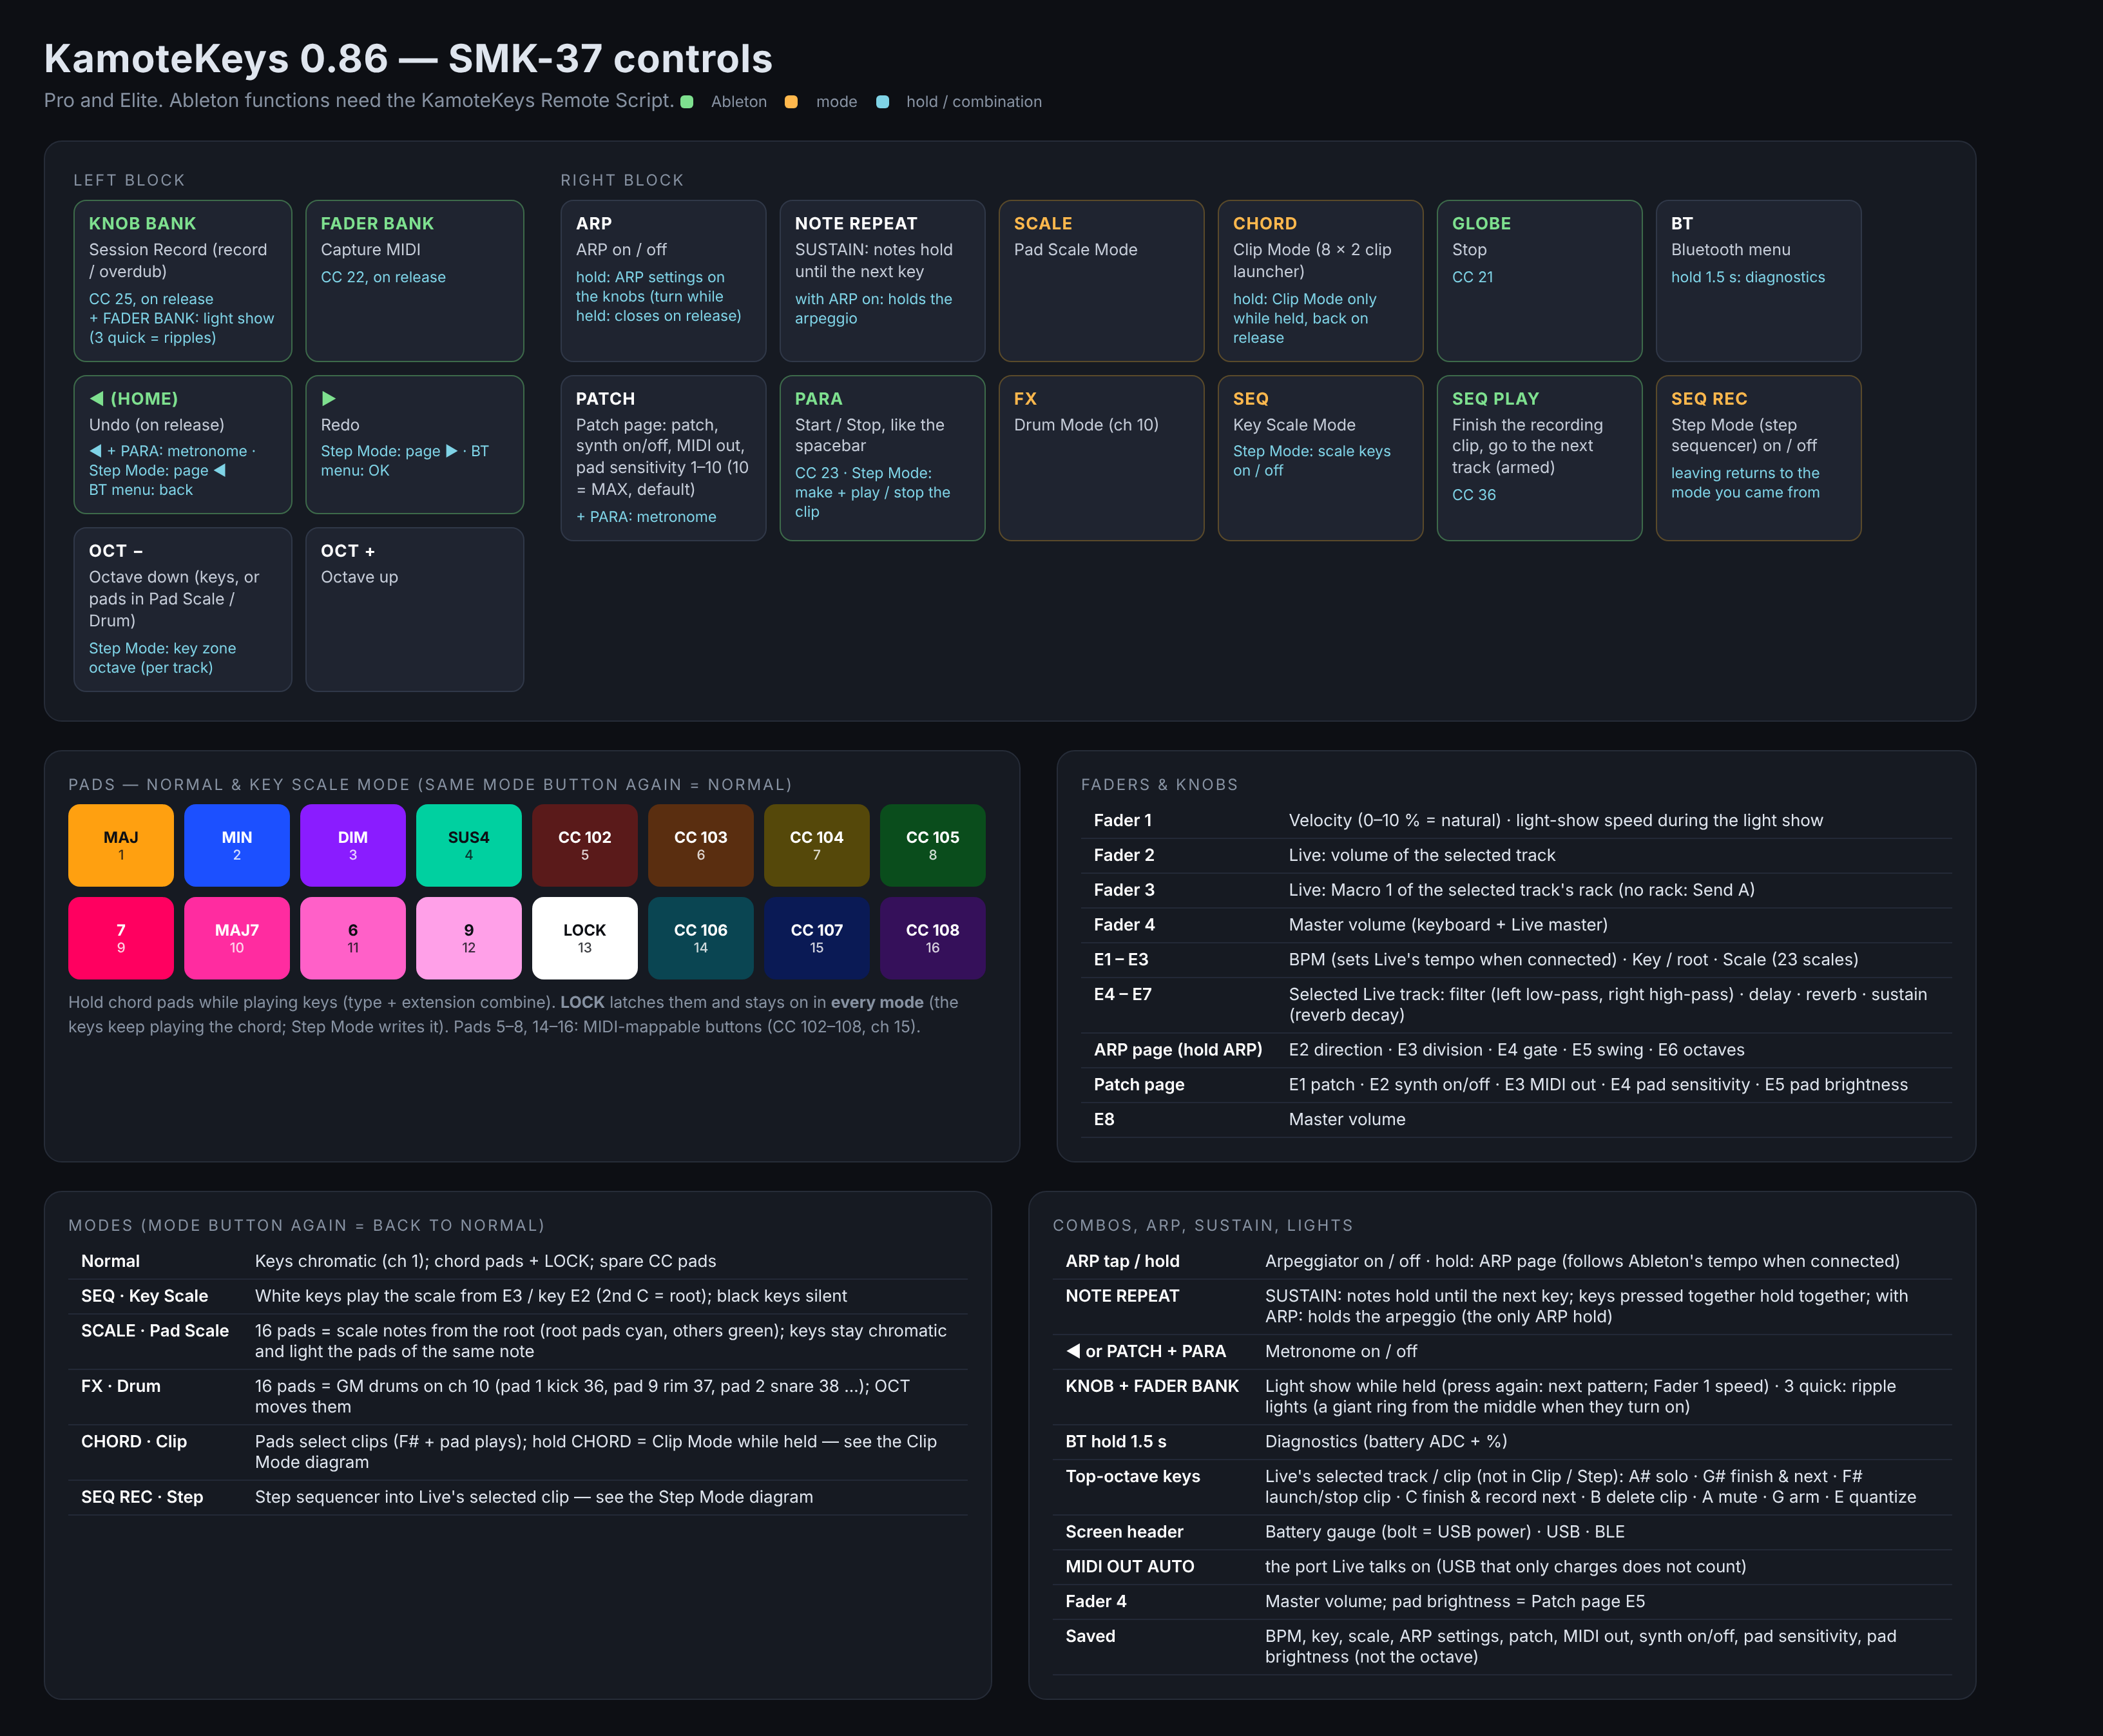 KamoteKeys 0.86 — SMK-37 controls
Pro and Elite. Ableton functions need the KamoteKeys Remote Script. Ableton mode hold / combination
LEFT BLOCK
KNOB BANK
Session Record (record
/ overdub)
CC 25, on release
+ FADER BANK: light show
(3 quick = ripples)
FADER BANK
Capture MIDI
CC 22, on release
◀ (HOME)
Undo (on release)
◀ + PARA: metronome ·
Step Mode: page ◀
BT menu: back
▶
Redo
Step Mode: page ▶ · BT
menu: OK
OCT –
Octave down (keys, or
pads in Pad Scale /
Drum)
Step Mode: key zone
octave (per track)
OCT +
Octave up
RIGHT BLOCK
ARP
ARP on / off
hold: ARP settings on
the knobs (turn while
held: closes on release)
NOTE REPEAT
SUSTAIN: notes hold
until the next key
with ARP on: holds the
arpeggio
SCALE
Pad Scale Mode
CHORD
Clip Mode (8 × 2 clip
launcher)
hold: Clip Mode only
while held, back on
release
GLOBE
Stop
CC 21
BT
Bluetooth menu
hold 1.5 s: diagnostics
PATCH
Patch page: patch,
synth on/off, MIDI out,
pad sensitivity 1–10 (10
= MAX, default)
+ PARA: metronome
PARA
Start / Stop, like the
spacebar
CC 23 · Step Mode:
make + play / stop the
clip
FX
Drum Mode (ch 10)
SEQ
Key Scale Mode
Step Mode: scale keys
on / off
SEQ PLAY
Finish the recording
clip, go to the next
track (armed)
CC 36
SEQ REC
Step Mode (step
sequencer) on / off
leaving returns to the
mode you came from
PADS — NORMAL & KEY SCALE MODE (SAME MODE BUTTON AGAIN = NORMAL)
MAJ
1
MIN
2
DIM
3
SUS4
4
CC 102
5
CC 103
6
CC 104
7
CC 105
8
7
9
MAJ7
10
6
11
9
12
LOCK
13
CC 106
14
CC 107
15
CC 108
16
Hold chord pads while playing keys (type + extension combine). LOCK latches them and stays on in every mode (the
keys keep playing the chord; Step Mode writes it). Pads 5–8, 14–16: MIDI-mappable buttons (CC 102–108, ch 15).
FADERS & KNOBS
Fader 1 Velocity (0–10 % = natural) · light-show speed during the light show
Fader 2 Live: volume of the selected track
Fader 3 Live: Macro 1 of the selected track's rack (no rack: Send A)
Fader 4 Master volume (keyboard + Live master)
E1 – E3 BPM (sets Live's tempo when connected) · Key / root · Scale (23 scales)
E4 – E7 Selected Live track: filter (left low-pass, right high-pass) · delay · reverb · sustain
(reverb decay)
ARP page (hold ARP) E2 direction · E3 division · E4 gate · E5 swing · E6 octaves
Patch page E1 patch · E2 synth on/off · E3 MIDI out · E4 pad sensitivity · E5 pad brightness
E8 Master volume
MODES (MODE BUTTON AGAIN = BACK TO NORMAL)
Normal Keys chromatic (ch 1); chord pads + LOCK; spare CC pads
SEQ · Key Scale White keys play the scale from E3 / key E2 (2nd C = root); black keys silent
SCALE · Pad Scale 16 pads = scale notes from the root (root pads cyan, others green); keys stay chromatic
and light the pads of the same note
FX · Drum 16 pads = GM drums on ch 10 (pad 1 kick 36, pad 9 rim 37, pad 2 snare 38 ...); OCT
moves them
CHORD · Clip Pads select clips (F# + pad plays); hold CHORD = Clip Mode while held — see the Clip
Mode diagram
SEQ REC · Step Step sequencer into Live's selected clip — see the Step Mode diagram
COMBOS, ARP, SUSTAIN, LIGHTS
ARP tap / hold Arpeggiator on / off · hold: ARP page (follows Ableton's tempo when connected)
NOTE REPEAT SUSTAIN: notes hold until the next key; keys pressed together hold together; with
ARP: holds the arpeggio (the only ARP hold)
◀ or PATCH + PARA Metronome on / off
KNOB + FADER BANK Light show while held (press again: next pattern; Fader 1 speed) · 3 quick: ripple
lights (a giant ring from the middle when they turn on)
BT hold 1.5 s Diagnostics (battery ADC + %)
Top-octave keys Live's selected track / clip (not in Clip / Step): A# solo · G# finish & next · F#
launch/stop clip · C finish & record next · B delete clip · A mute · G arm · E quantize
Screen header Battery gauge (bolt = USB power) · USB · BLE
MIDI OUT AUTO the port Live talks on (USB that only charges does not count)
Fader 4 Master volume; pad brightness = Patch page E5
Saved BPM, key, scale, ARP settings, patch, MIDI out, synth on/off, pad sensitivity, pad
brightness (not the octave)